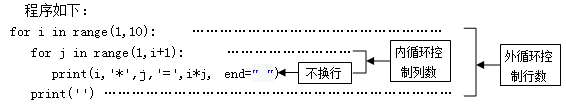 程序如下：
for i in range(1,10):
for j in range(1,i+1):
内循环控
制列数
外循环控
制行数
print(i,'*',j,'=',i*j, end=" ")
不换行
print('')